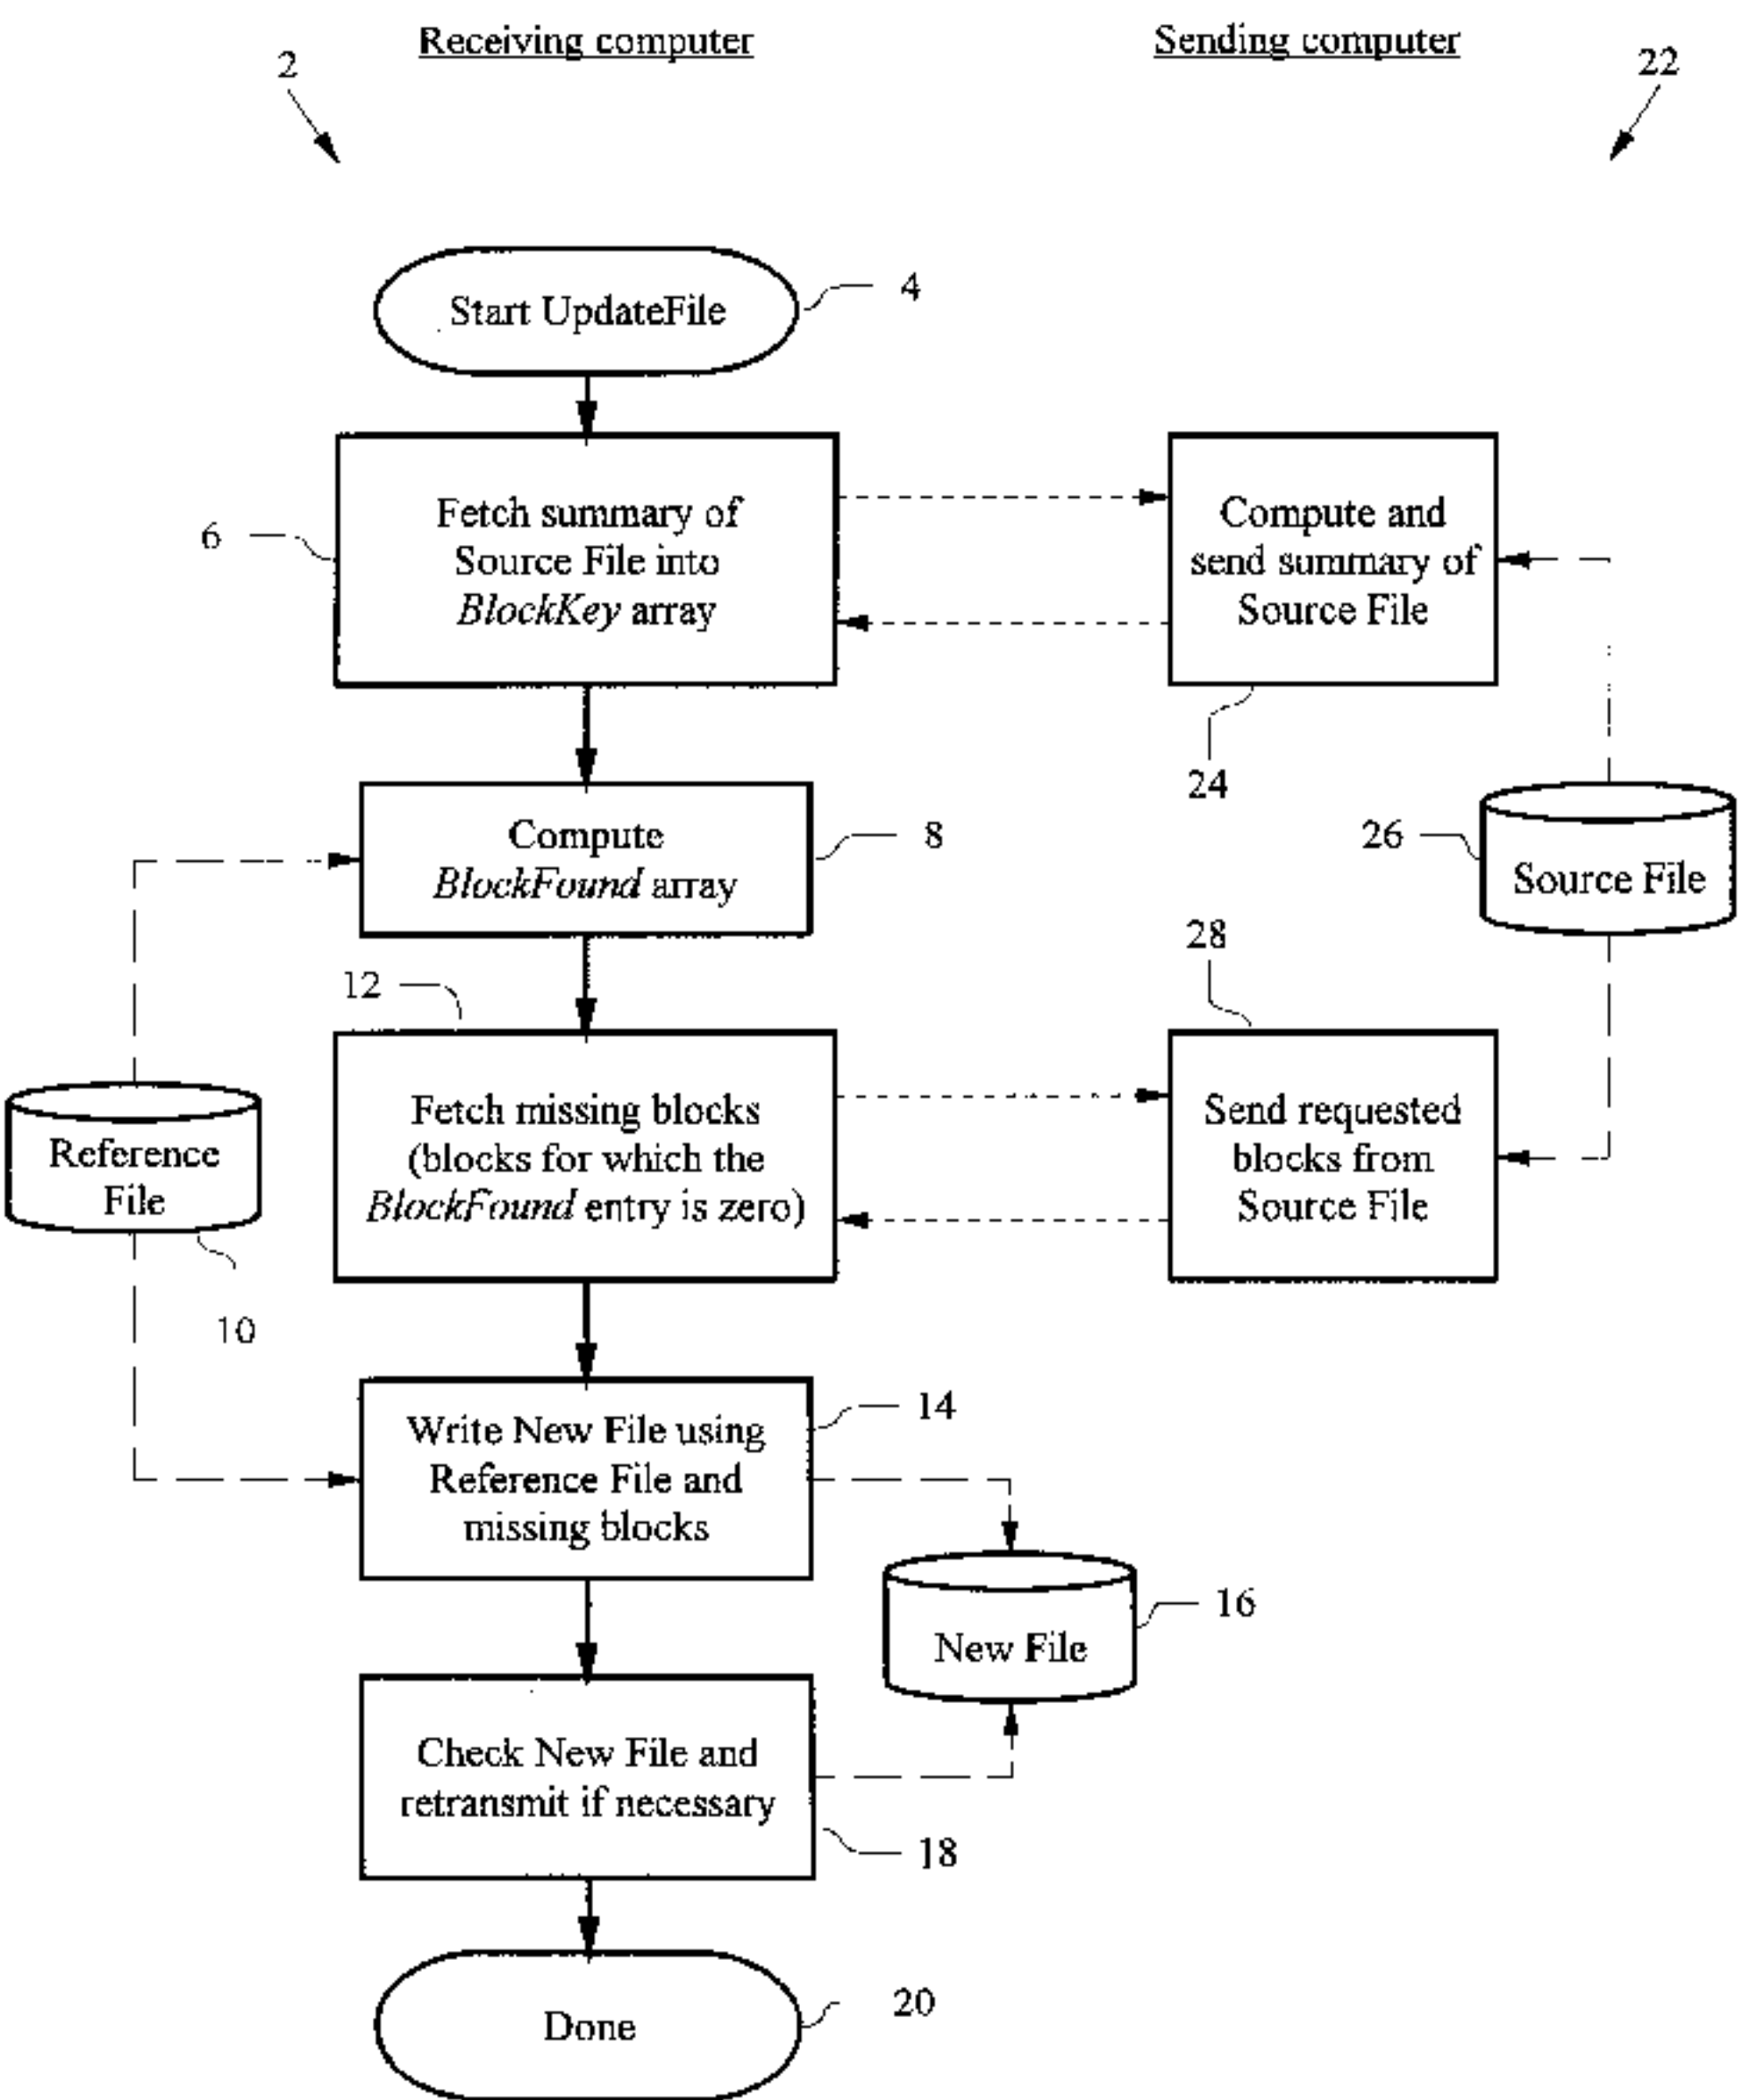 Receiving computer
Sending computer
2
22
Start UpdateFile
4
Fetch summary of
Source File into
BlockKey array
6
Compute and
send summary of
Source File
24
Compute
BlockFound array
8
26
Source File
28
12
Fetch missing blocks
(blocks for which the
BlockFound entry is zero)
Send requested
blocks from
Source File
Reference
File
10
Write New File using
Reference File and
missing blocks
14
New File
16
Check New File and
retransmit if necessary
18
Done
20